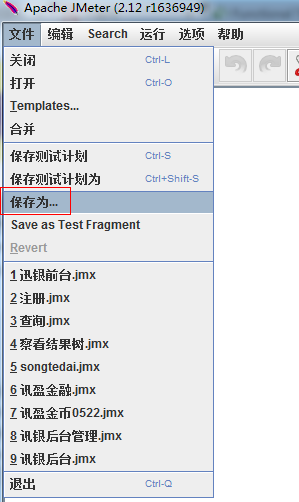 Apache JMeter (2.12 r1636949)
文件 编辑 Search 运行 选项 帮助
关闭 Ctrl-L
打开 Ctrl-O
Templates...
合并
保存测试计划 Ctrl-S
保存测试计划为 Ctrl+Shift-S
保存为...
Save as Test Fragment
Revert
1 迅银前台.jmx
2 注册.jmx
3 查询.jmx
4 察看结果树.jmx
5 songtedai.jmx
6 讯盈金融.jmx
7 讯盈金币0522.jmx
8 讯银后台管理.jmx
9 讯银后台.jmx
退出 Ctrl-Q